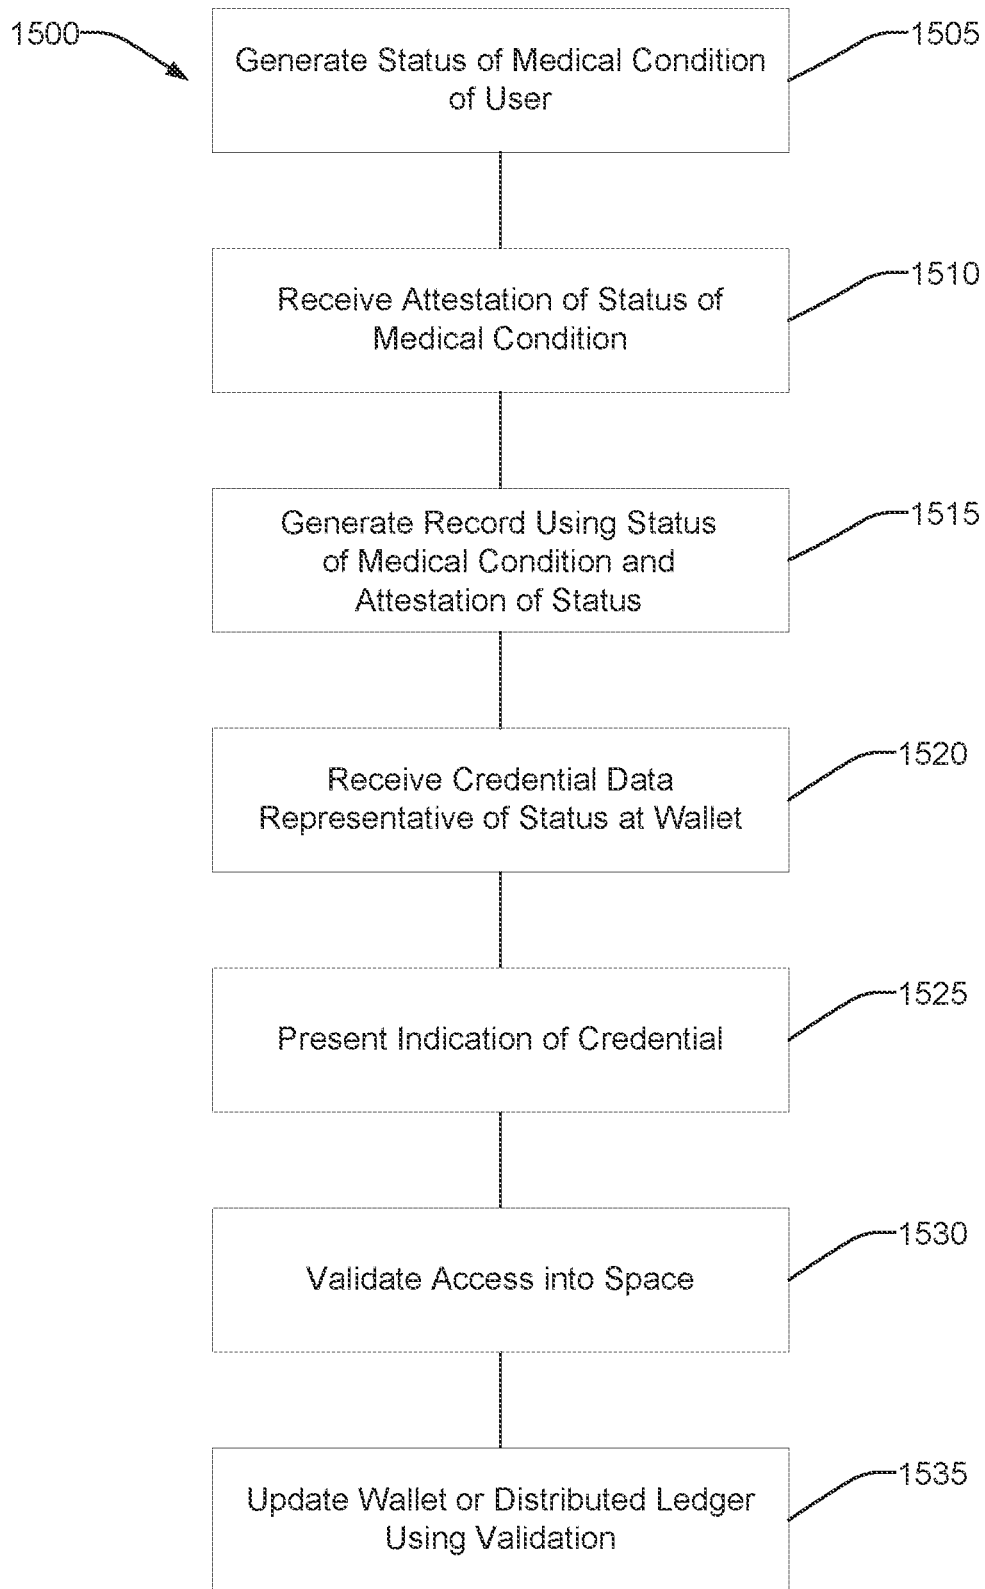 1500
1505
Generate Status of Medical Condition
of User
1510
Receive Attestation of Status of
Medical Condition
1515
Generate Record Using Status
of Medical Condition and
Attestation of Status
1520
Receive Credential Data
Representative of Status at Wallet
1525
Present Indication of Credential
1530
Validate Access into Space
1535
Update Wallet or Distributed Ledger
Using Validation